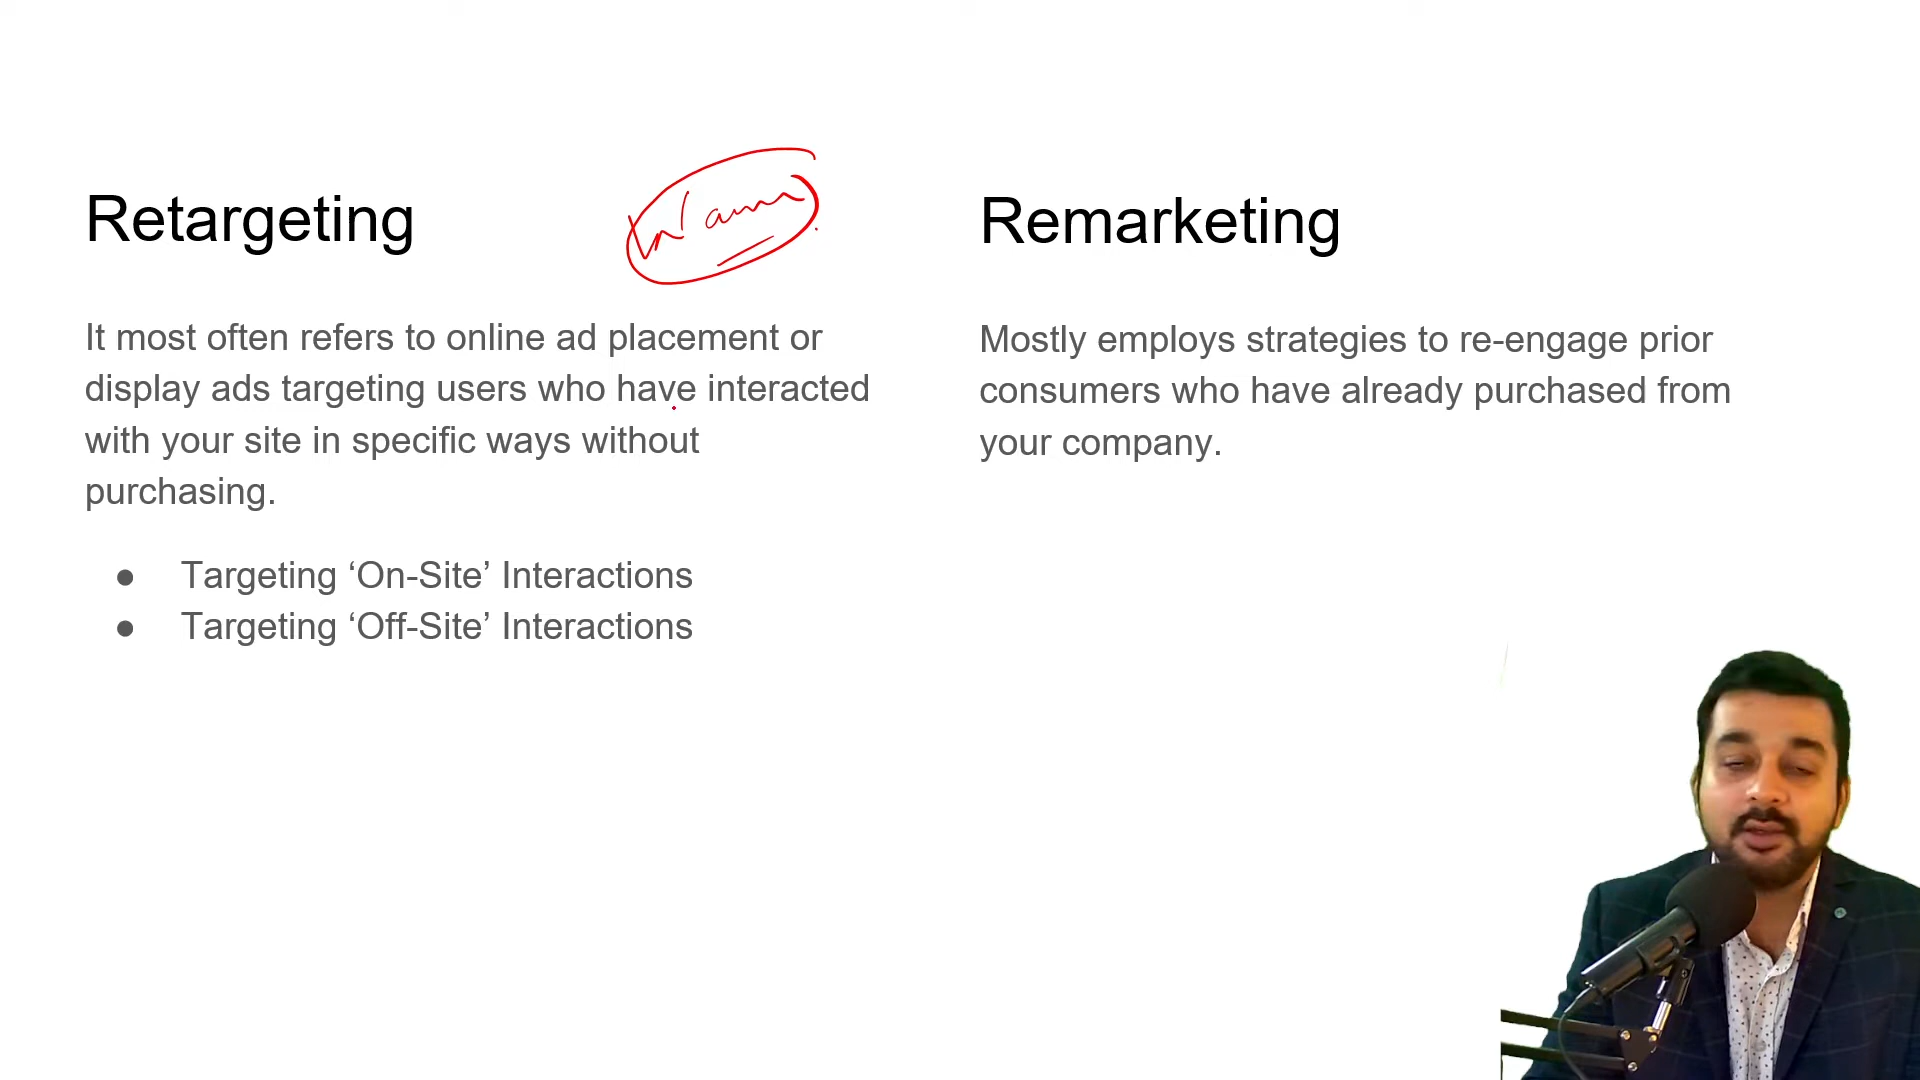 Retargeting
It most often refers to online ad placement or
display ads targeting users who have interacted
with your site in specific ways without
purchasing.
● Targeting ‘On-Site’ Interactions
● Targeting ‘Off-Site’ Interactions
Remarketing
Mostly employs strategies to re-engage prior
consumers who have already purchased from
your company.